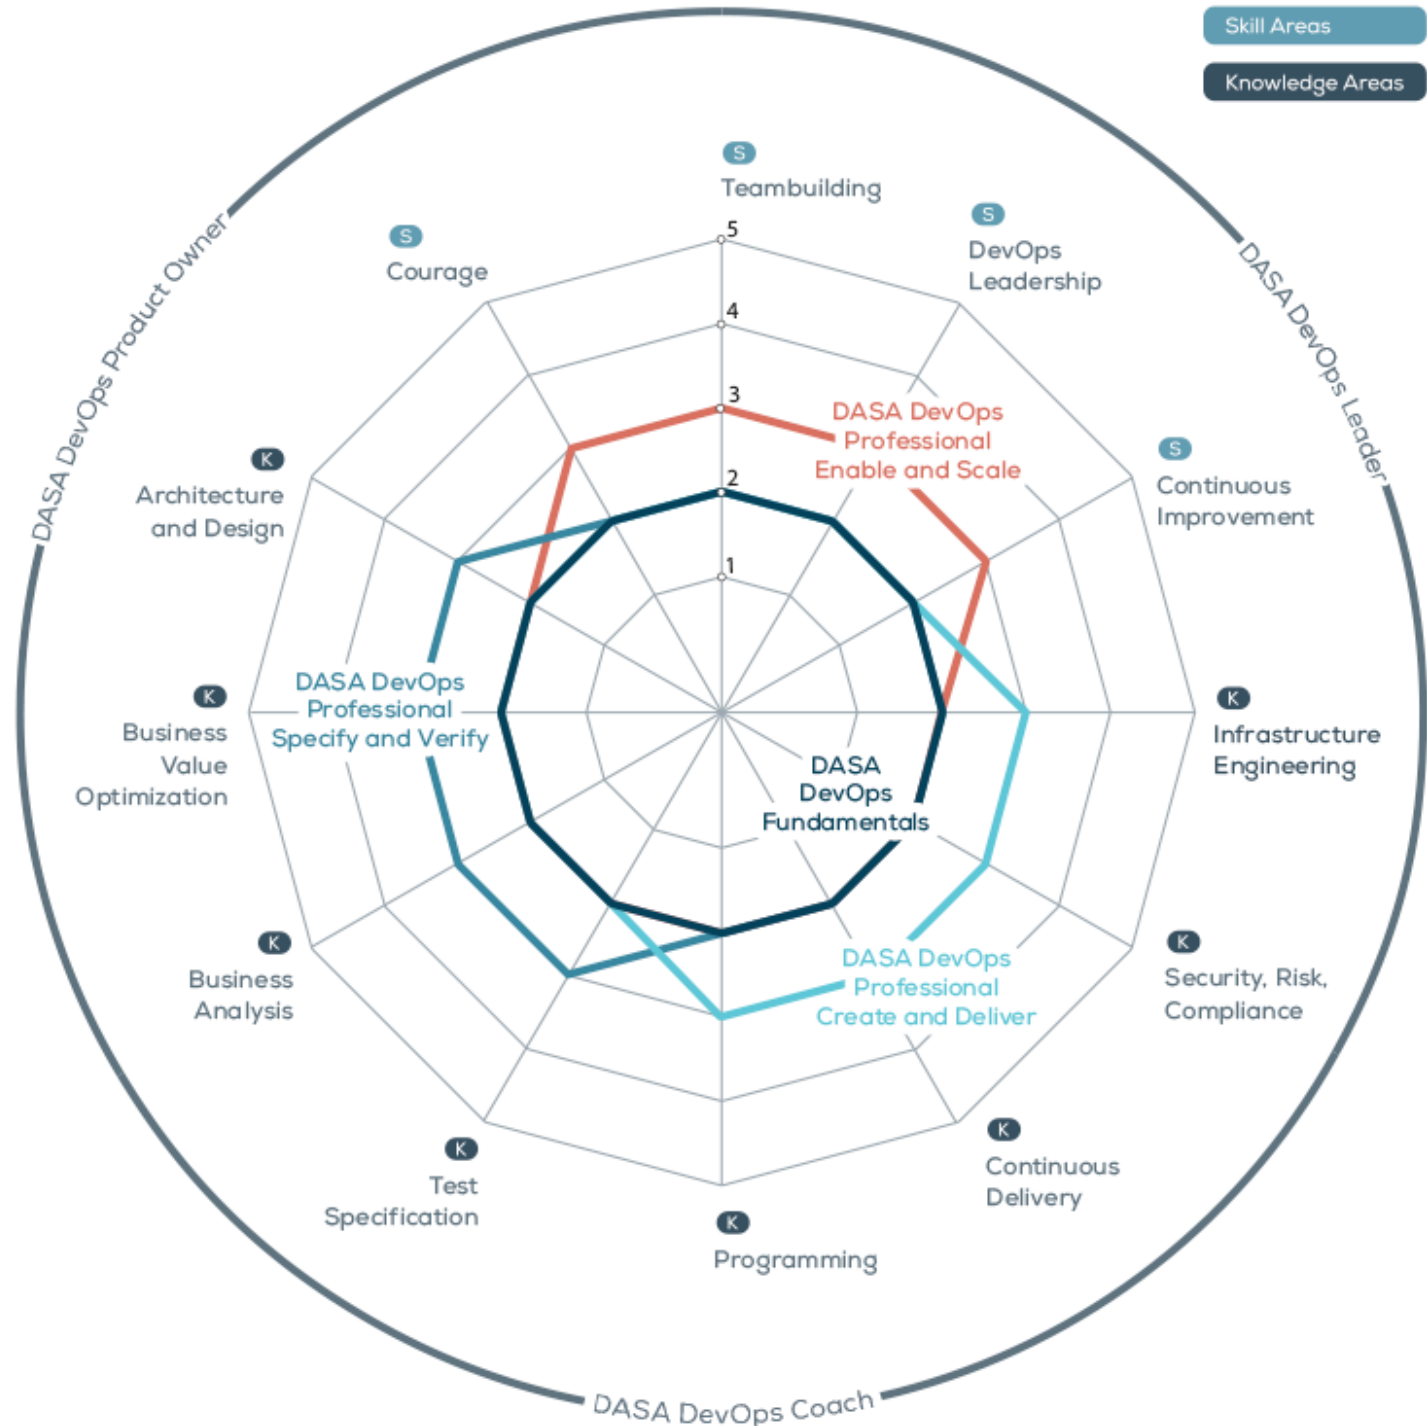 Skill Areas
Knowledge Areas
S
Teambuilding
S
DevOps
Leadership
S
Courage
5
4
3
2
1
DASA DevOps Product Owner
DASA DevOps Leader
DASA DevOps
Professional
Enable and Scale
S
Continuous
Improvement
K
Architecture
and Design
K
Business
Value
Optimization
DASA DevOps
Professional
Specify and Verify
K
Infrastructure
Engineering
DASA
DevOps
Fundamentals
K
Business
Analysis
K
Security, Risk,
Compliance
DASA DevOps
Professional
Create and Deliver
K
Test
Specification
K
Continuous
Delivery
K
Programming
DASA DevOps Coach